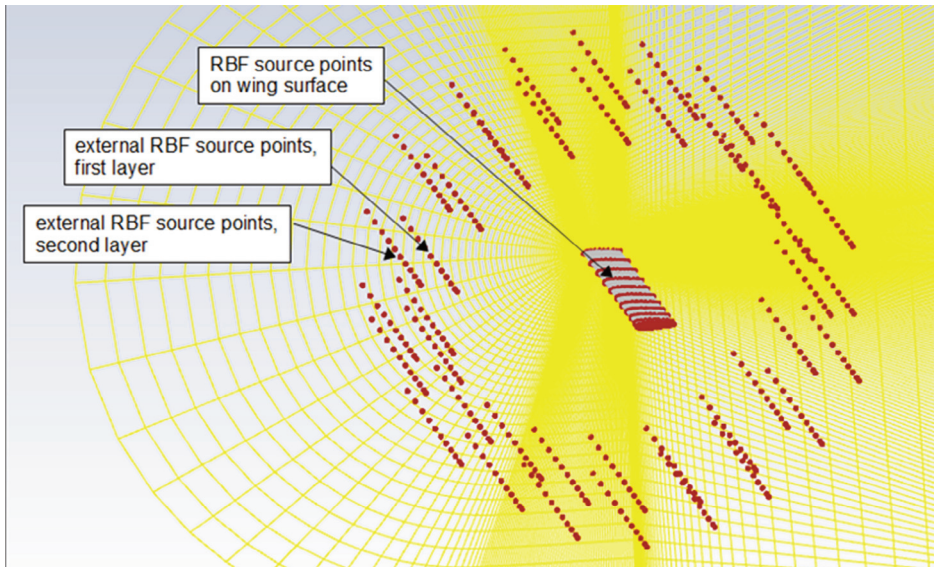 RBF source points
on wing surface
external RBF source points,
first layer
external RBF source points,
second layer